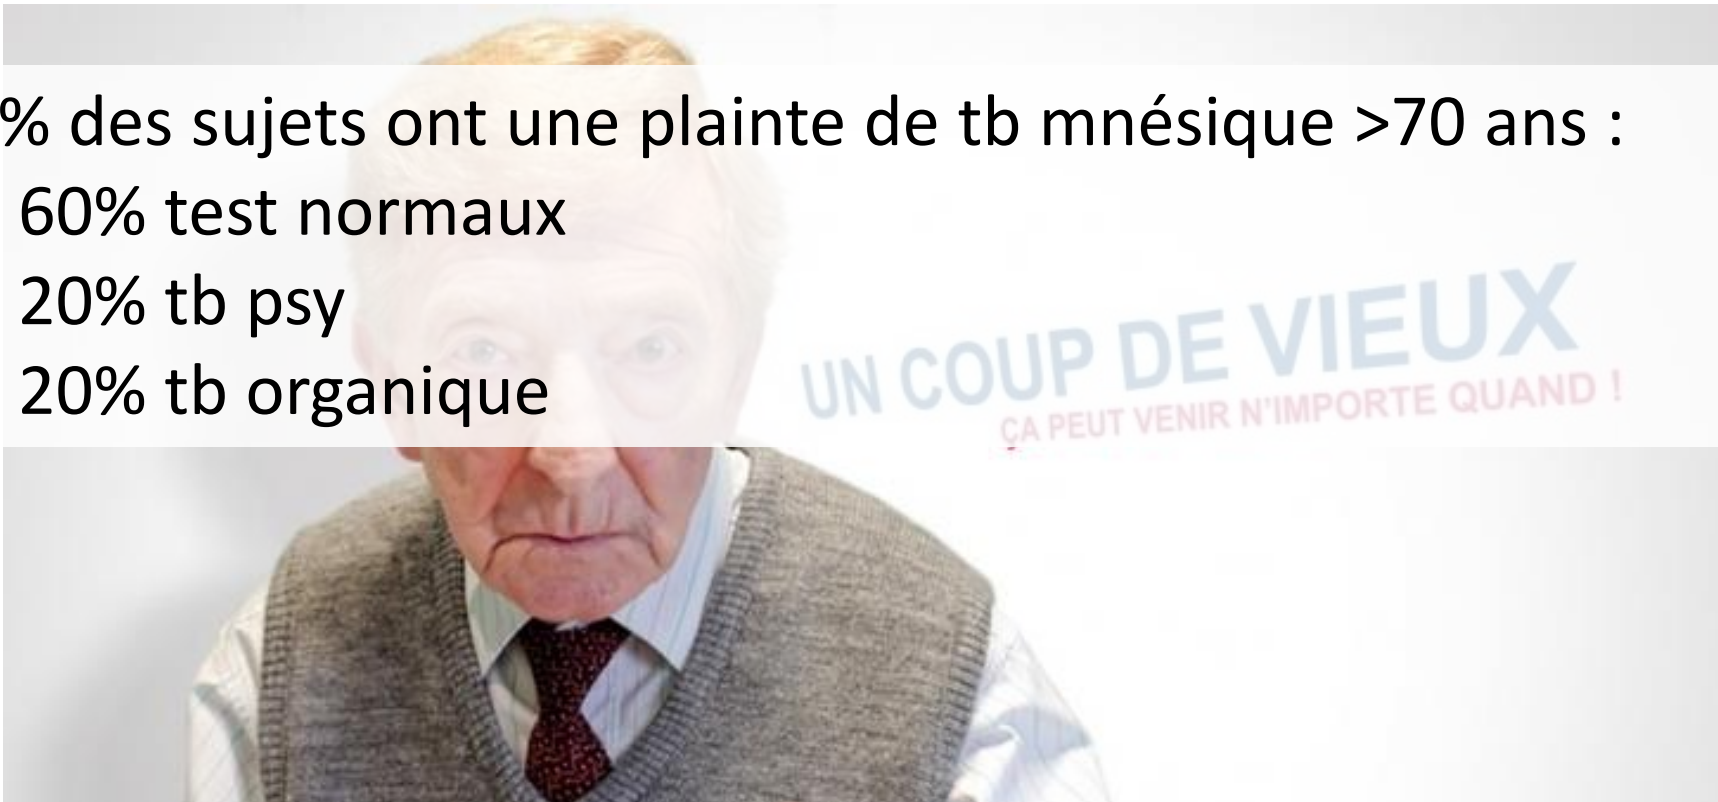 % des sujets ont une plainte de tb mnésique >70 ans :
60% test normaux
20% tb psy
20% tb organique
UN COUP DE VIEUX
ÇA PEUT VENIR N'IMPORTE QUAND !